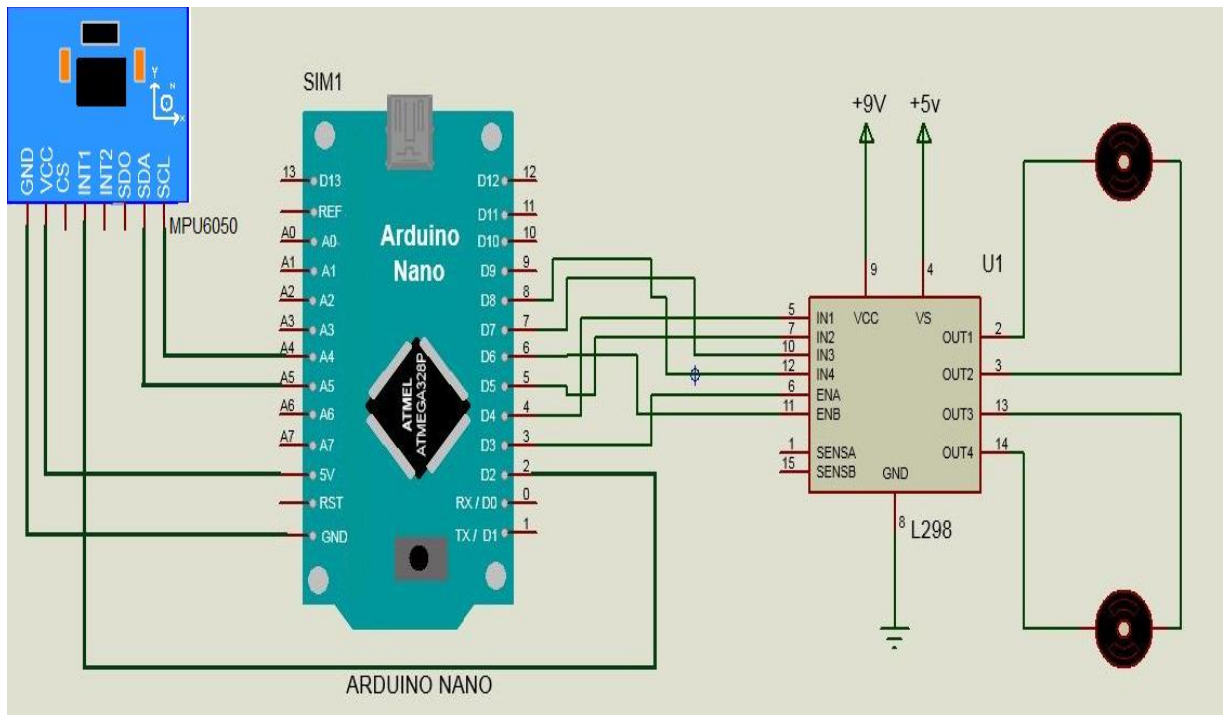 GND
VCC
CS
INT1
INT2
SDO
SDA
SCL
Y
N
X
MPU6050
SIM1
Arduino
Nano
13
D13
REF
A0
A0
A1
A1
A2
A2
A3
A3
A4
A4
A5
A5
A6
A6
A7
A7
5V
RST
GND
D12
12
D11
11
D10
10
D9
9
D8
8
D7
7
D6
6
D5
5
D4
4
D3
3
D2
2
RX / D0
0
TX / D1
1
ATMEL
ATMEGA328P
ARDUINO NANO
+9V
+5v
9
4
U1
5
IN1
7
IN2
10
IN3
12
IN4
6
ENA
11
ENB
1
SENSA
15
SENSB
VCC
VS
GND
OUT1
2
OUT2
3
OUT3
13
OUT4
14
8
L298